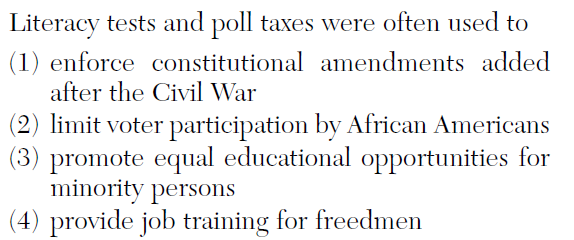 Literacy tests and poll taxes were often used to
(1) enforce constitutional amendments added
after the Civil War
(2) limit voter participation by African Americans
(3) promote equal educational opportunities for
minority persons
(4) provide job training for freedmen